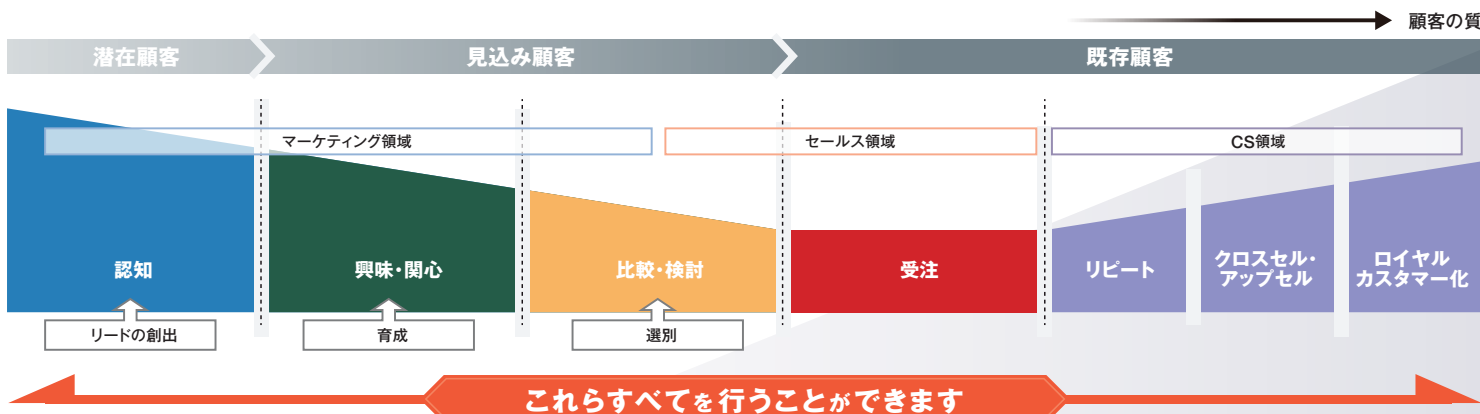 顧客の質
潜在顧客
見込み顧客
既存顧客
マーケティング領域
セールス領域
CS領域
認知
興味・関心
比較・検討
受注
リピート
クロスセル・
アップセル
ロイヤル
カスタマー化
リードの創出
育成
選別
これらすべてを行うことができます